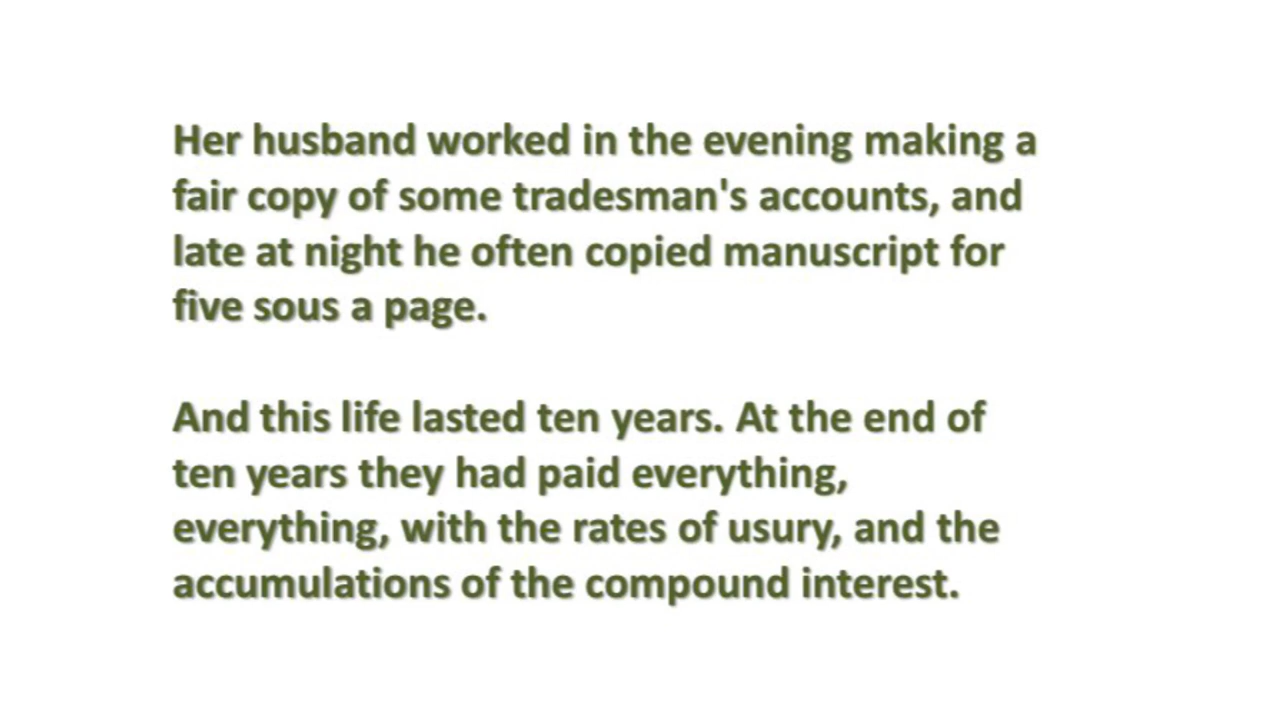 Her husband worked in the evening making a
fair copy of some tradesman's accounts, and
late at night he often copied manuscript for
five sous a page.
And this life lasted ten years. At the end of
ten years they had paid everything,
everything, with the rates of usury, and the
accumulations of the compound interest.